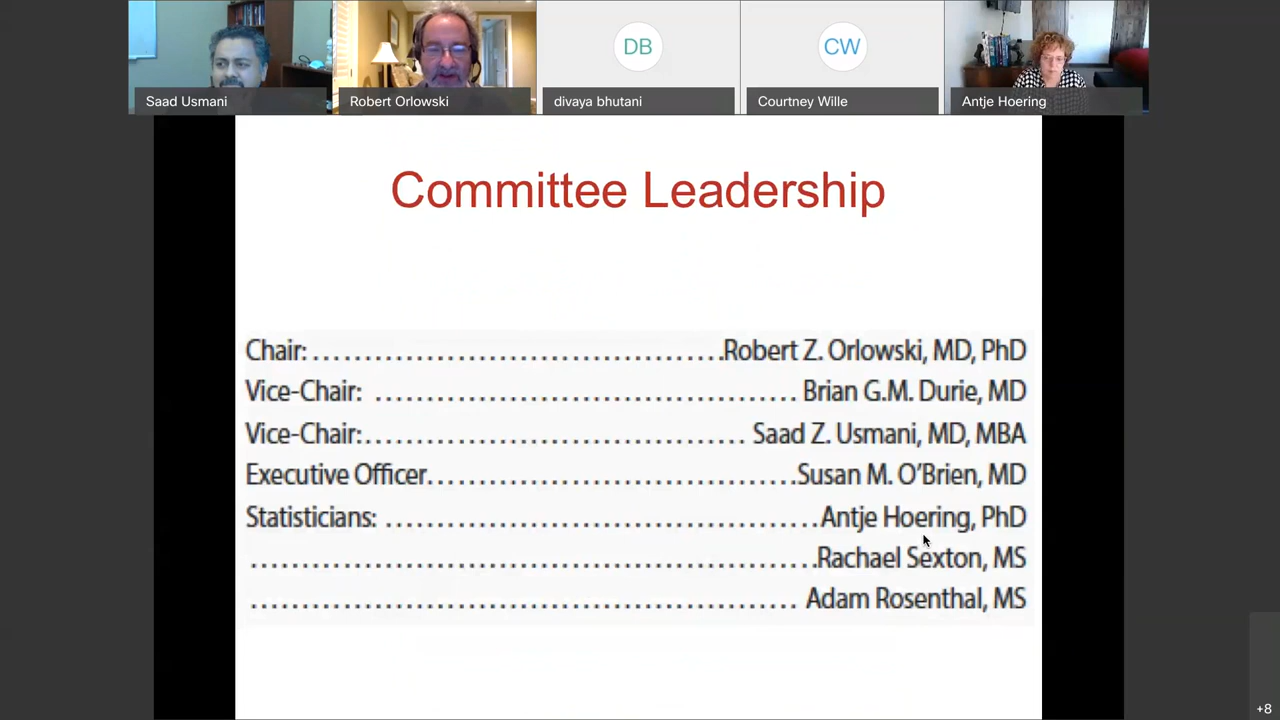 DB
CW
Saad Usmani
Robert Orlowski
divaya bhutani
Courtney Wille
Antje Hoering
Committee Leadership
Chair: ........................................Robert Z. Orlowski, MD, PhD
Vice-Chair: ......................................... Brian G.M. Durie, MD
Vice-Chair:..................................... Saad Z. Usmani, MD, MBA
Executive Officer....................................Susan M. O'Brien, MD
Statisticians: ..........................................Antje Hoering, PhD
.......................................................Rachael Sexton, MS
..................................................... Adam Rosenthal, MS
+8